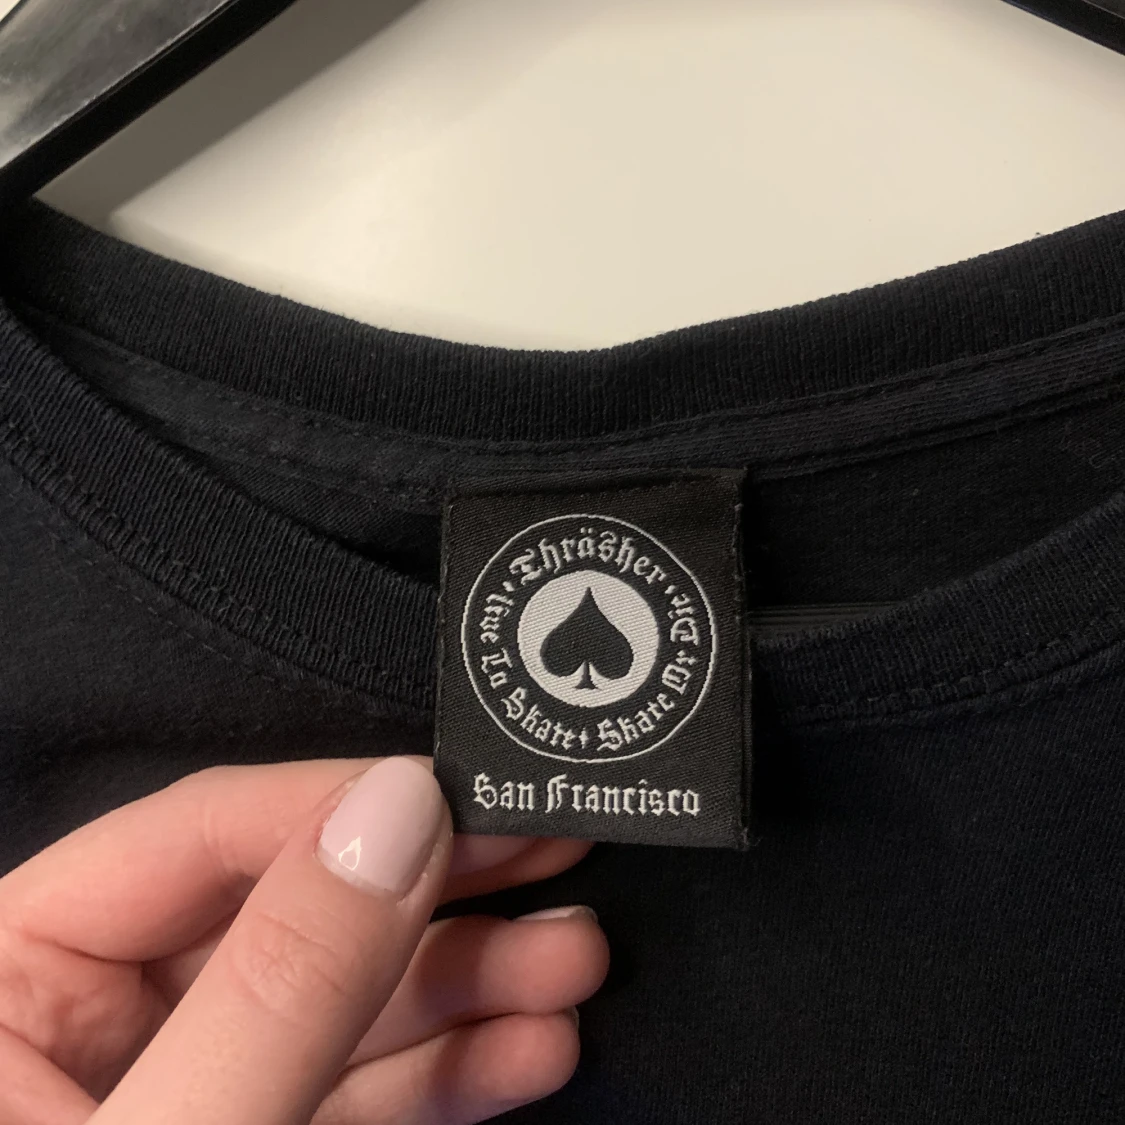 Thräsher
Live To Skate
Skate Or Die
San Francisco